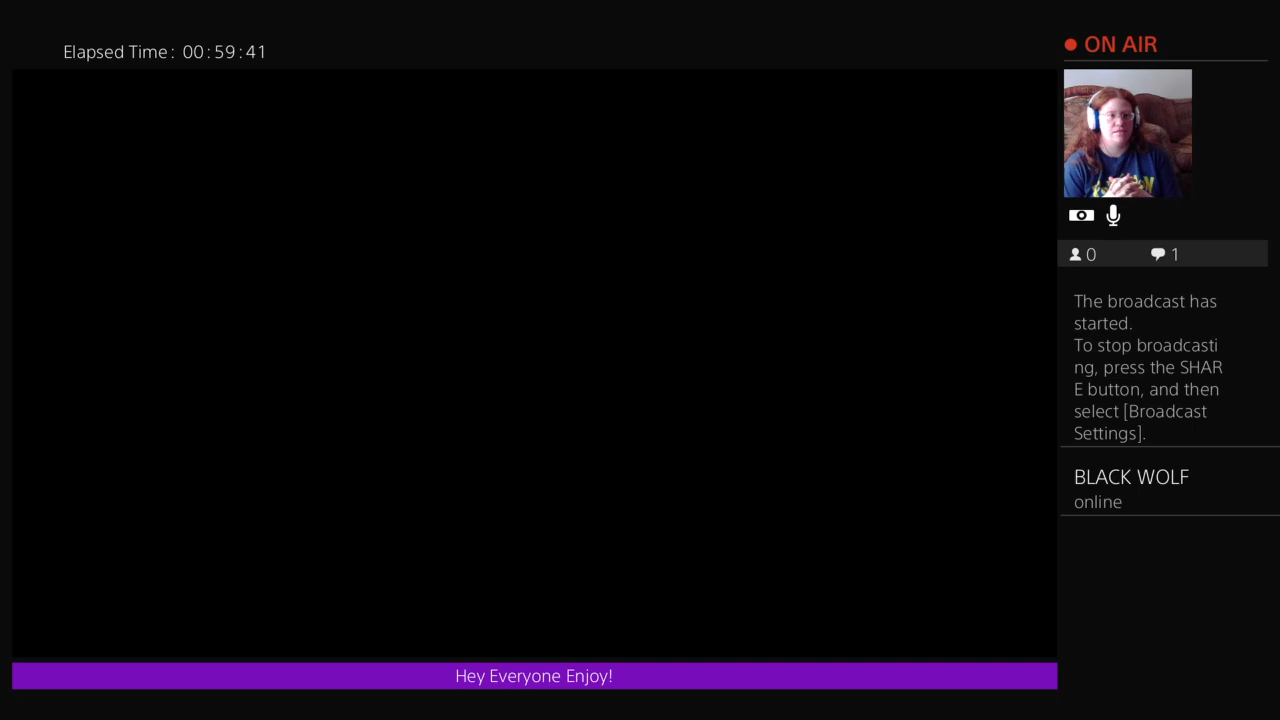 Elapsed Time: 00:59:41
ON AIR
0 1
The broadcast has
started.
To stop broadcasti
ng, press the SHAR
E button, and then
select [Broadcast
Settings].
BLACK WOLF
online
Hey Everyone Enjoy!